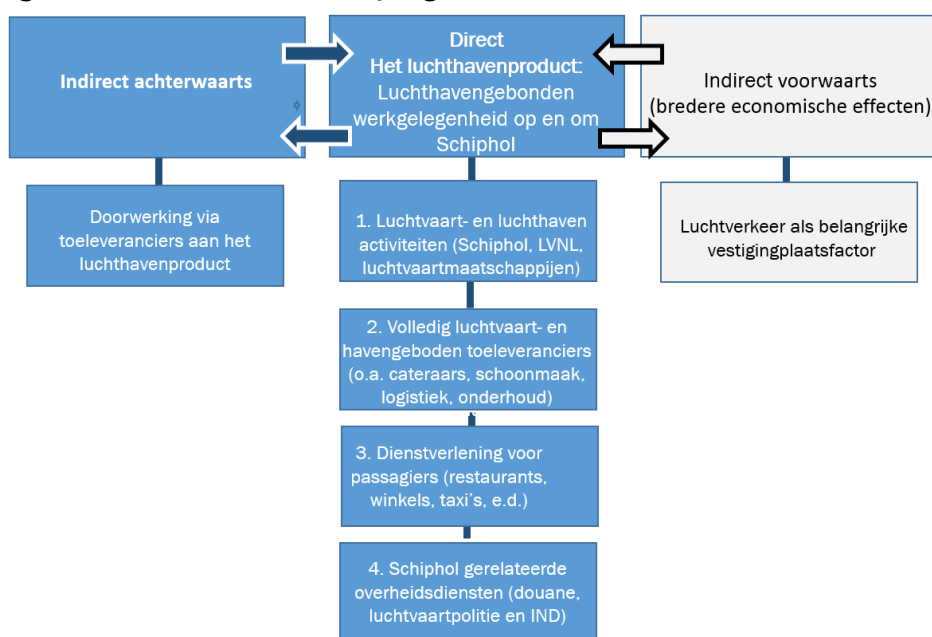 Indirect achterwaarts
Direct
Het luchthavenproduct:
Luchthavengebonden
werkgelegenheid op en om
Schiphol
Indirect voorwaarts
(bredere economische effecten)
Doorwerking via
toeleveranciers aan het
luchthavenproduct
1. Luchtvaart- en luchthaven
activiteiten (Schiphol, LVNL,
luchtvaartmaatschappijen)
Luchtverkeer als belangrijke
vestigingplaatsfactor
2. Volledig luchtvaart- en
havengeboden toeleveranciers
(o.a. cateraars, schoonmaak,
logistiek, onderhoud)
3. Dienstverlening voor
passagiers (restaurants,
winkels, taxi's, e.d.)
4. Schiphol gerelateerde
overheidsdiensten (douane,
luchtvaartpolitie en IND)